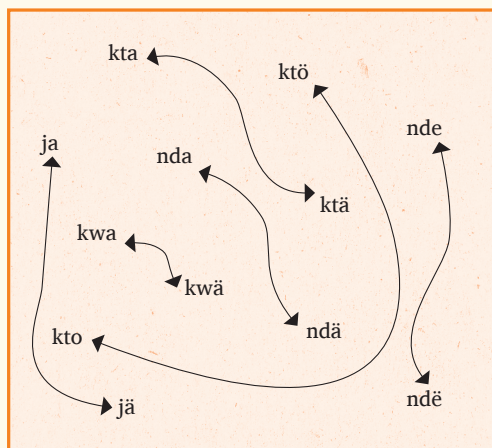 kta
ktö
nde
ja
nda
ktä
kwa
kwä
ndä
kto
ndë
jä